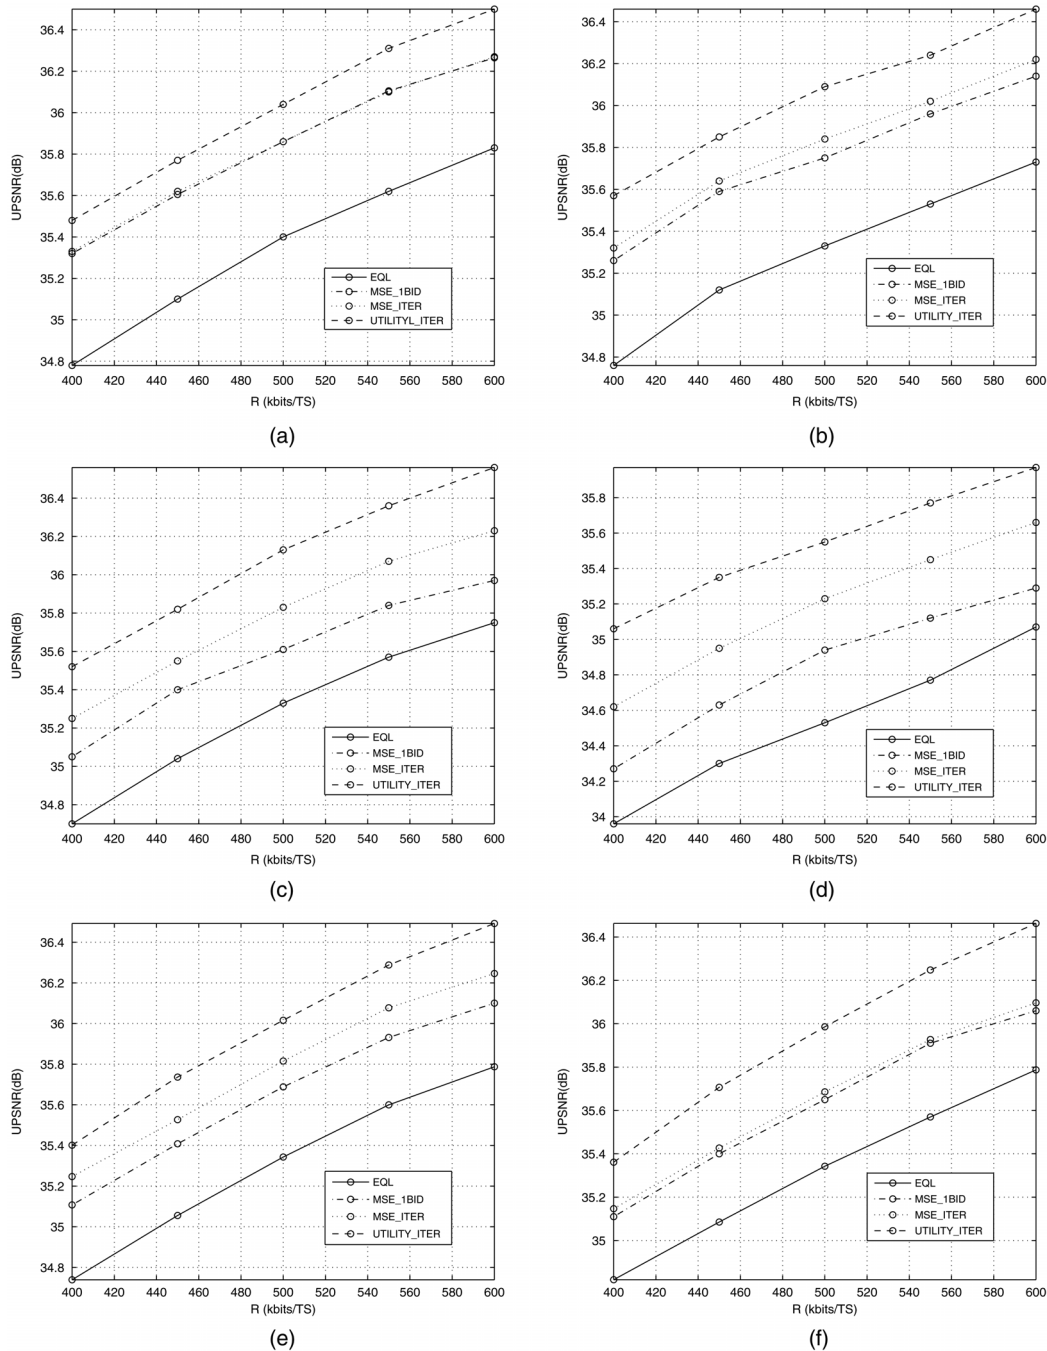 36.4
36.2
36
35.8
35.6
35.4
35.2
35
34.8
UPSNR(dB)
EQL
MSE_1BID
MSE_ITER
UTILITYL_ITER
400 420 440 460 480 500 520 540 560 580 600
R (kbits/TS)
(a)
36.4
36.2
36
35.8
35.6
35.4
35.2
35
34.8
UPSNR(dB)
EQL
MSE_1BID
MSE_ITER
UTILITY_ITER
400 420 440 460 480 500 520 540 560 580 600
R (kbits/TS)
(b)
36.4
36.2
36
35.8
35.6
35.4
35.2
35
34.8
UPSNR(dB)
EQL
MSE_1BID
MSE_ITER
UTILITY_ITER
400 420 440 460 480 500 520 540 560 580 600
R (kbits/TS)
(c)
35.8
35.6
35.4
35.2
35
34.8
34.6
34.4
34.2
34
UPSNR(dB)
EQL
MSE_1BID
MSE_ITER
UTILITY_ITER
400 420 440 460 480 500 520 540 560 580 600
R (kbits/TS)
(d)
36.4
36.2
36
35.8
35.6
35.4
35.2
35
34.8
UPSNR(dB)
EQL
MSE_1BID
MSE_ITER
UTILITY_ITER
400 420 440 460 480 500 520 540 560 580 600
R (kbits/TS)
(e)
36.4
36.2
36
35.8
35.6
35.4
35.2
35
UPSNR(dB)
EQL
MSE_1BID
MSE_ITER
UTILITY_ITER
400 420 440 460 480 500 520 540 560 580 600
R (kbits/TS)
(f)